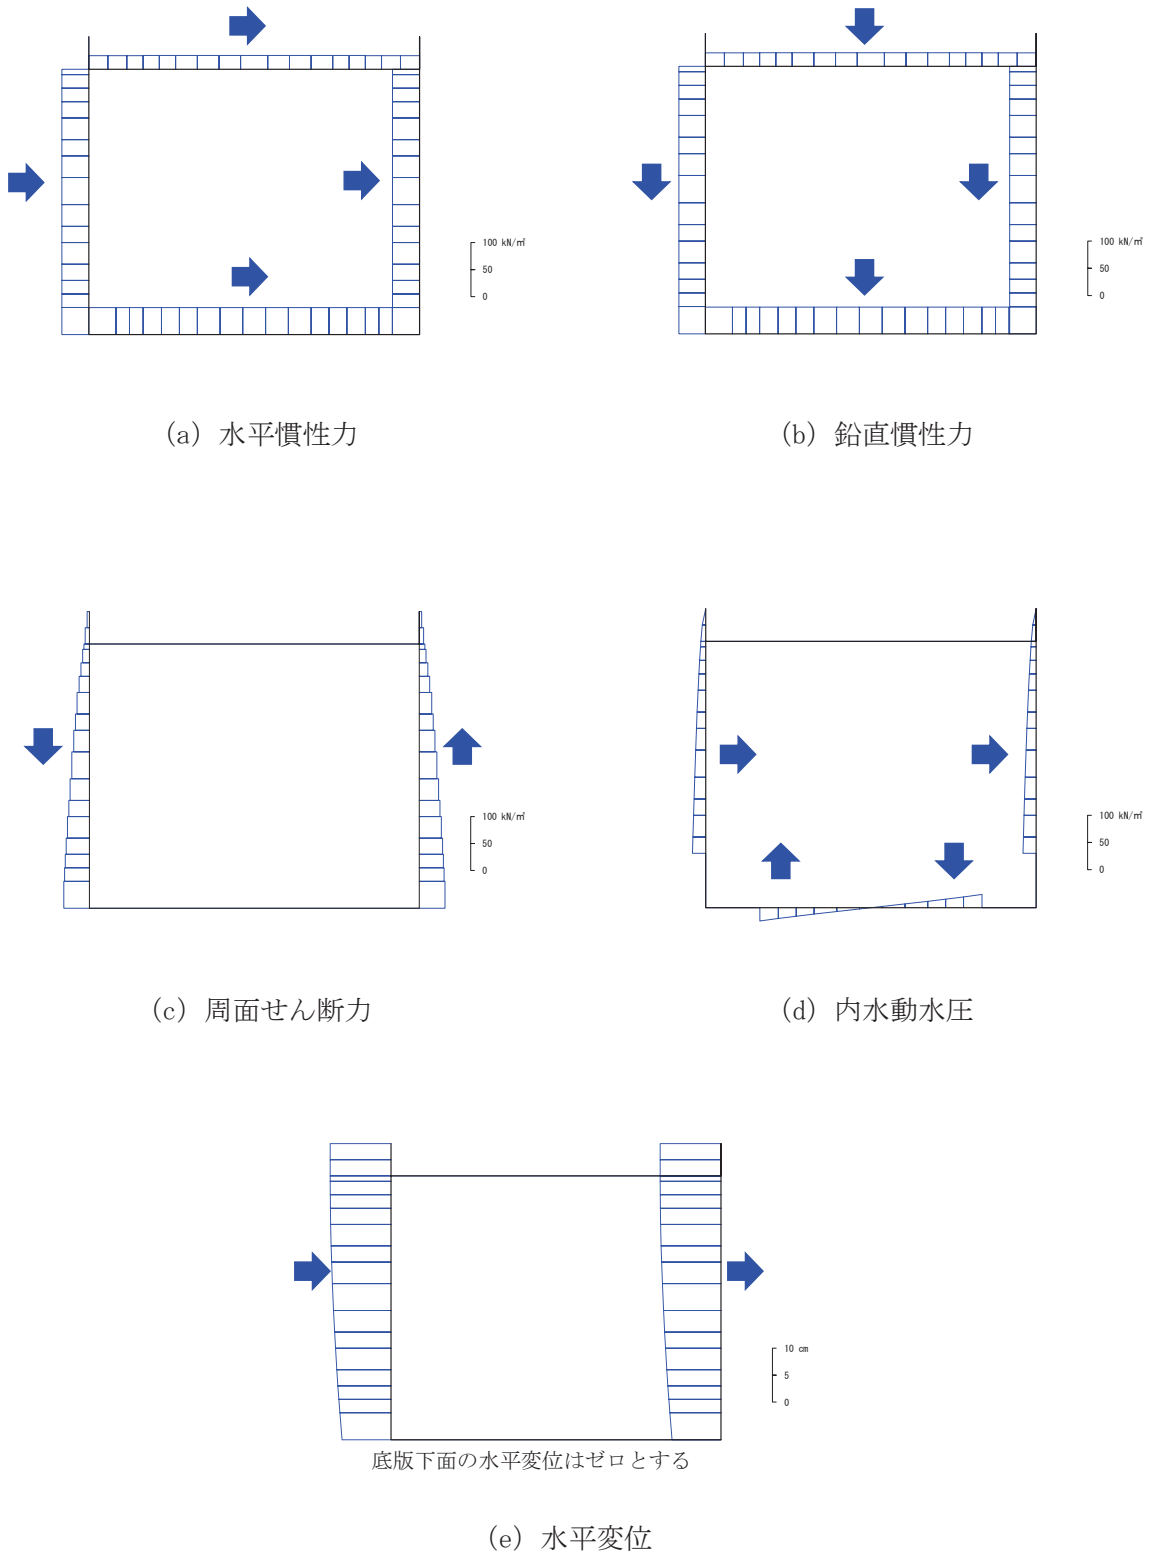 100 kN/㎡
50
0
100 kN/㎡
50
0
(a) 水平慣性力
(b) 鉛直慣性力
100 kN/㎡
50
0
100 kN/㎡
50
0
(c) 周面せん断力
(d) 内水動水圧
10 cm
5
0
底版下面の水平変位はゼロとする
(e) 水平変位